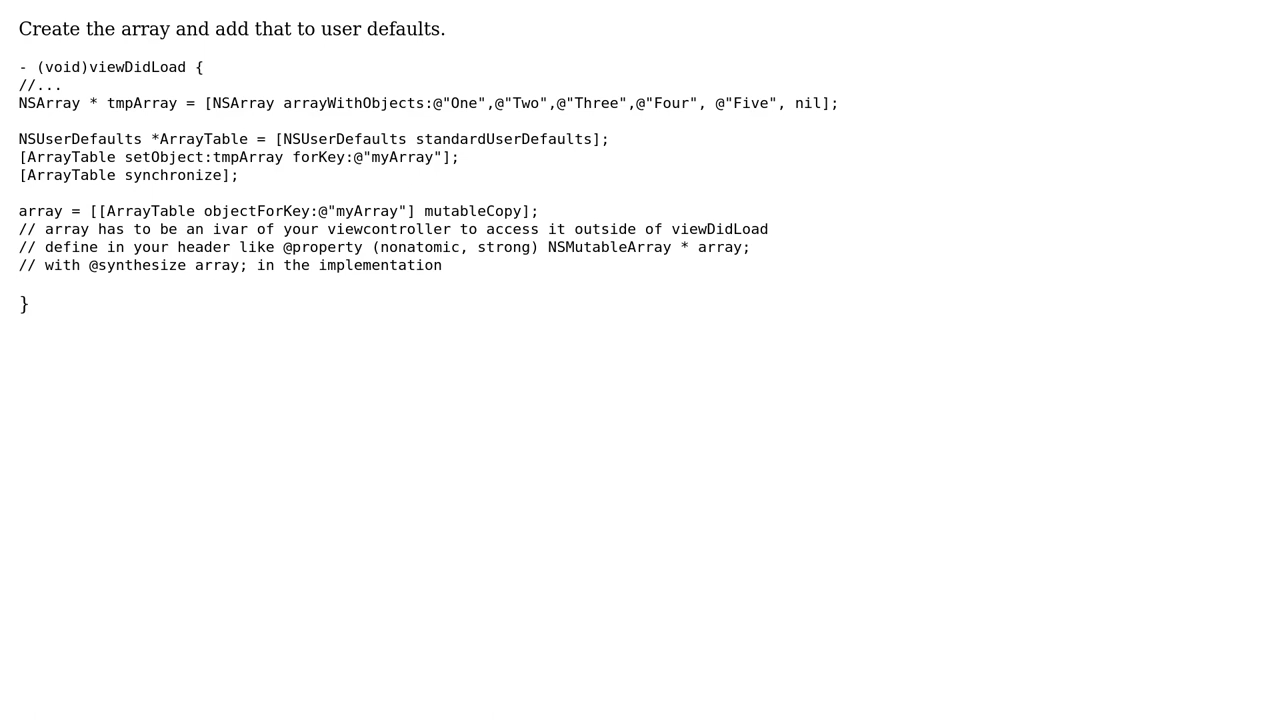 Create the array and add that to user defaults.
- (void)viewDidLoad {
//...
NSArray * tmpArray = [NSArray arrayWithObjects:@"One",@"Two",@"Three",@"Four", @"Five", nil];
NSUserDefaults *ArrayTable = [NSUserDefaults standardUserDefaults];
[ArrayTable setObject:tmpArray forKey:@"myArray"];
[ArrayTable synchronize];
array = [[ArrayTable objectForKey:@"myArray"] mutableCopy];
// array has to be an ivar of your viewcontroller to access it outside of viewDidLoad
// define in your header like @property (nonatomic, strong) NSMutableArray * array;
// with @synthesize array; in the implementation
}